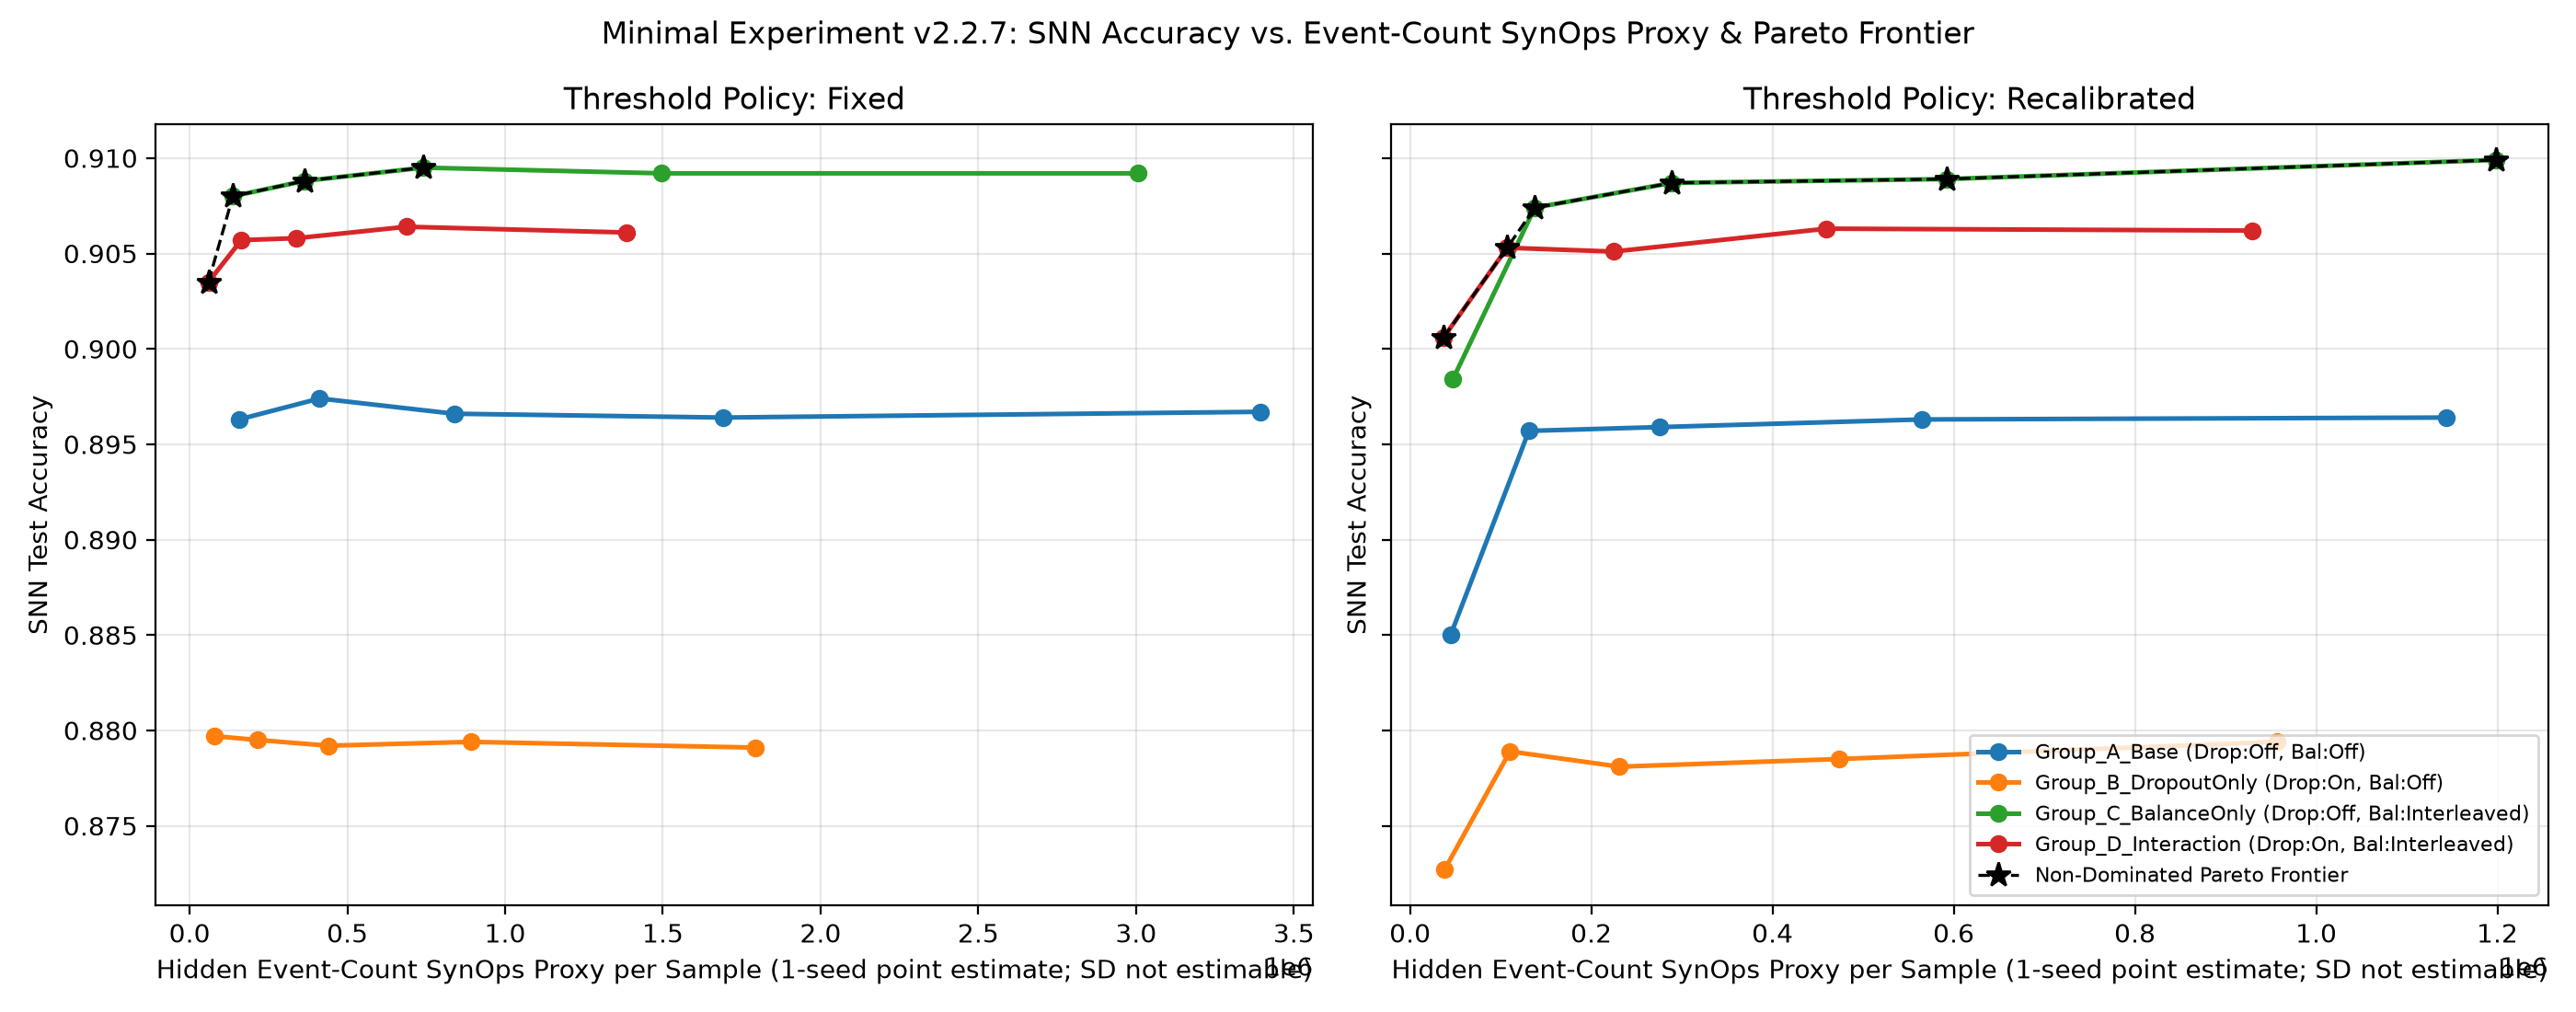 Minimal Experiment v2.2.7: SNN Accuracy vs. Event-Count SynOps Proxy & Pareto Frontier
Threshold Policy: Fixed
SNN Test Accuracy
0.910
0.905
0.900
0.895
0.890
0.885
0.880
0.875
0.0 0.5 1.0 1.5 2.0 2.5 3.0 3.5
1e6
Hidden Event-Count SynOps Proxy per Sample (1-seed point estimate; SD not estimable)
Threshold Policy: Recalibrated
SNN Test Accuracy
Group_A_Base (Drop:Off, Bal:Off)
Group_B_DropoutOnly (Drop:On, Bal:Off)
Group_C_BalanceOnly (Drop:Off, Bal:Interleaved)
Group_D_Interaction (Drop:On, Bal:Interleaved)
Non-Dominated Pareto Frontier
0.0 0.2 0.4 0.6 0.8 1.0 1.2
1e6
Hidden Event-Count SynOps Proxy per Sample (1-seed point estimate; SD not estimable)